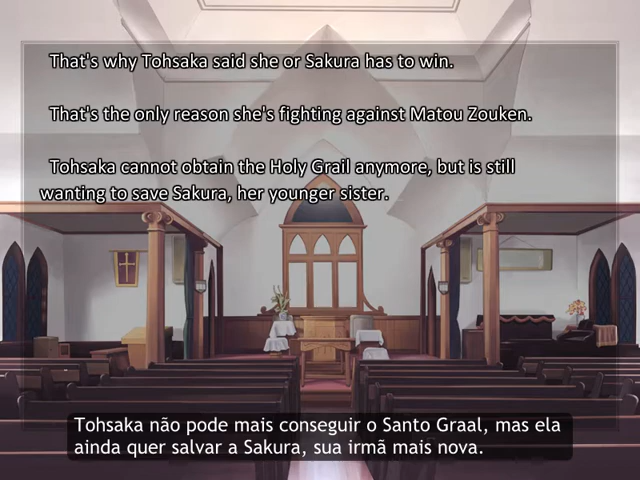 That's why Tohsaka said she or Sakura has to win.
That's the only reason she's fighting against Matou Zouken.
Tohsaka cannot obtain the Holy Grail anymore, but is still
wanting to save Sakura, her younger sister.
Tohsaka não pode mais conseguir o Santo Graal, mas ela
ainda quer salvar a Sakura, sua irmã mais nova.